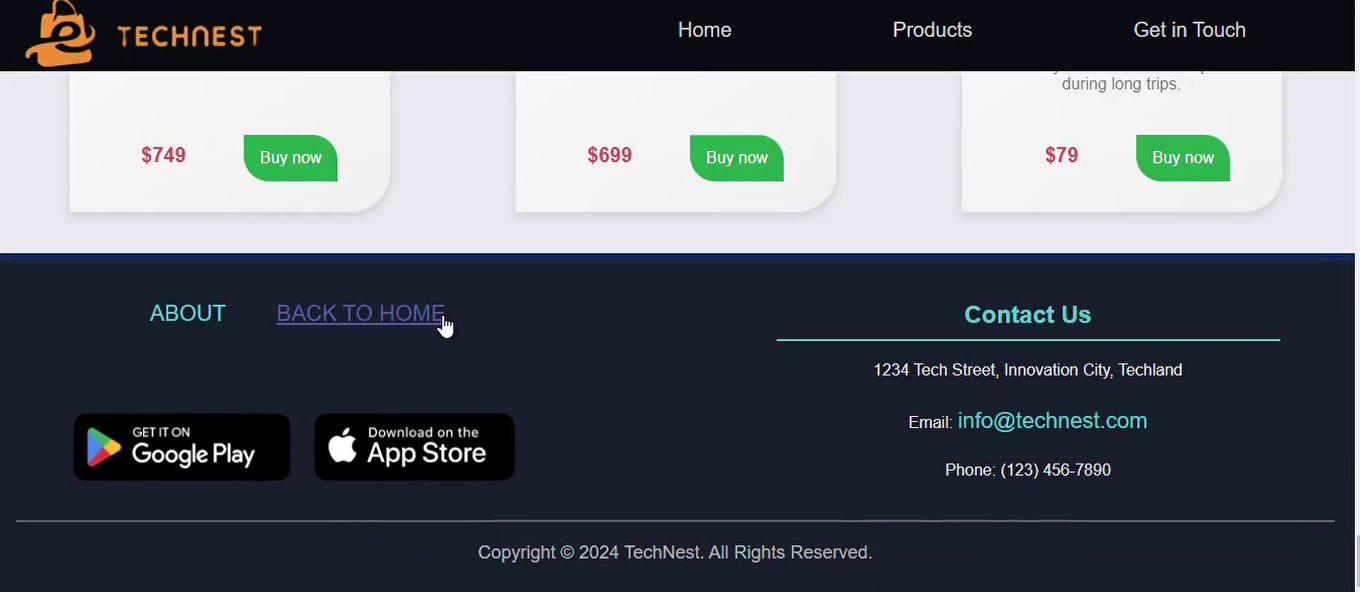 TECHNEST
Home Products Get in Touch
during long trips.
$749 Buy now $699 Buy now $79 Buy now
ABOUT BACK TO HOME
Contact Us
1234 Tech Street, Innovation City, Techland
Email: info@technest.com
Phone: (123) 456-7890
GET IT ON
Google Play
Download on the
App Store
Copyright © 2024 TechNest. All Rights Reserved.